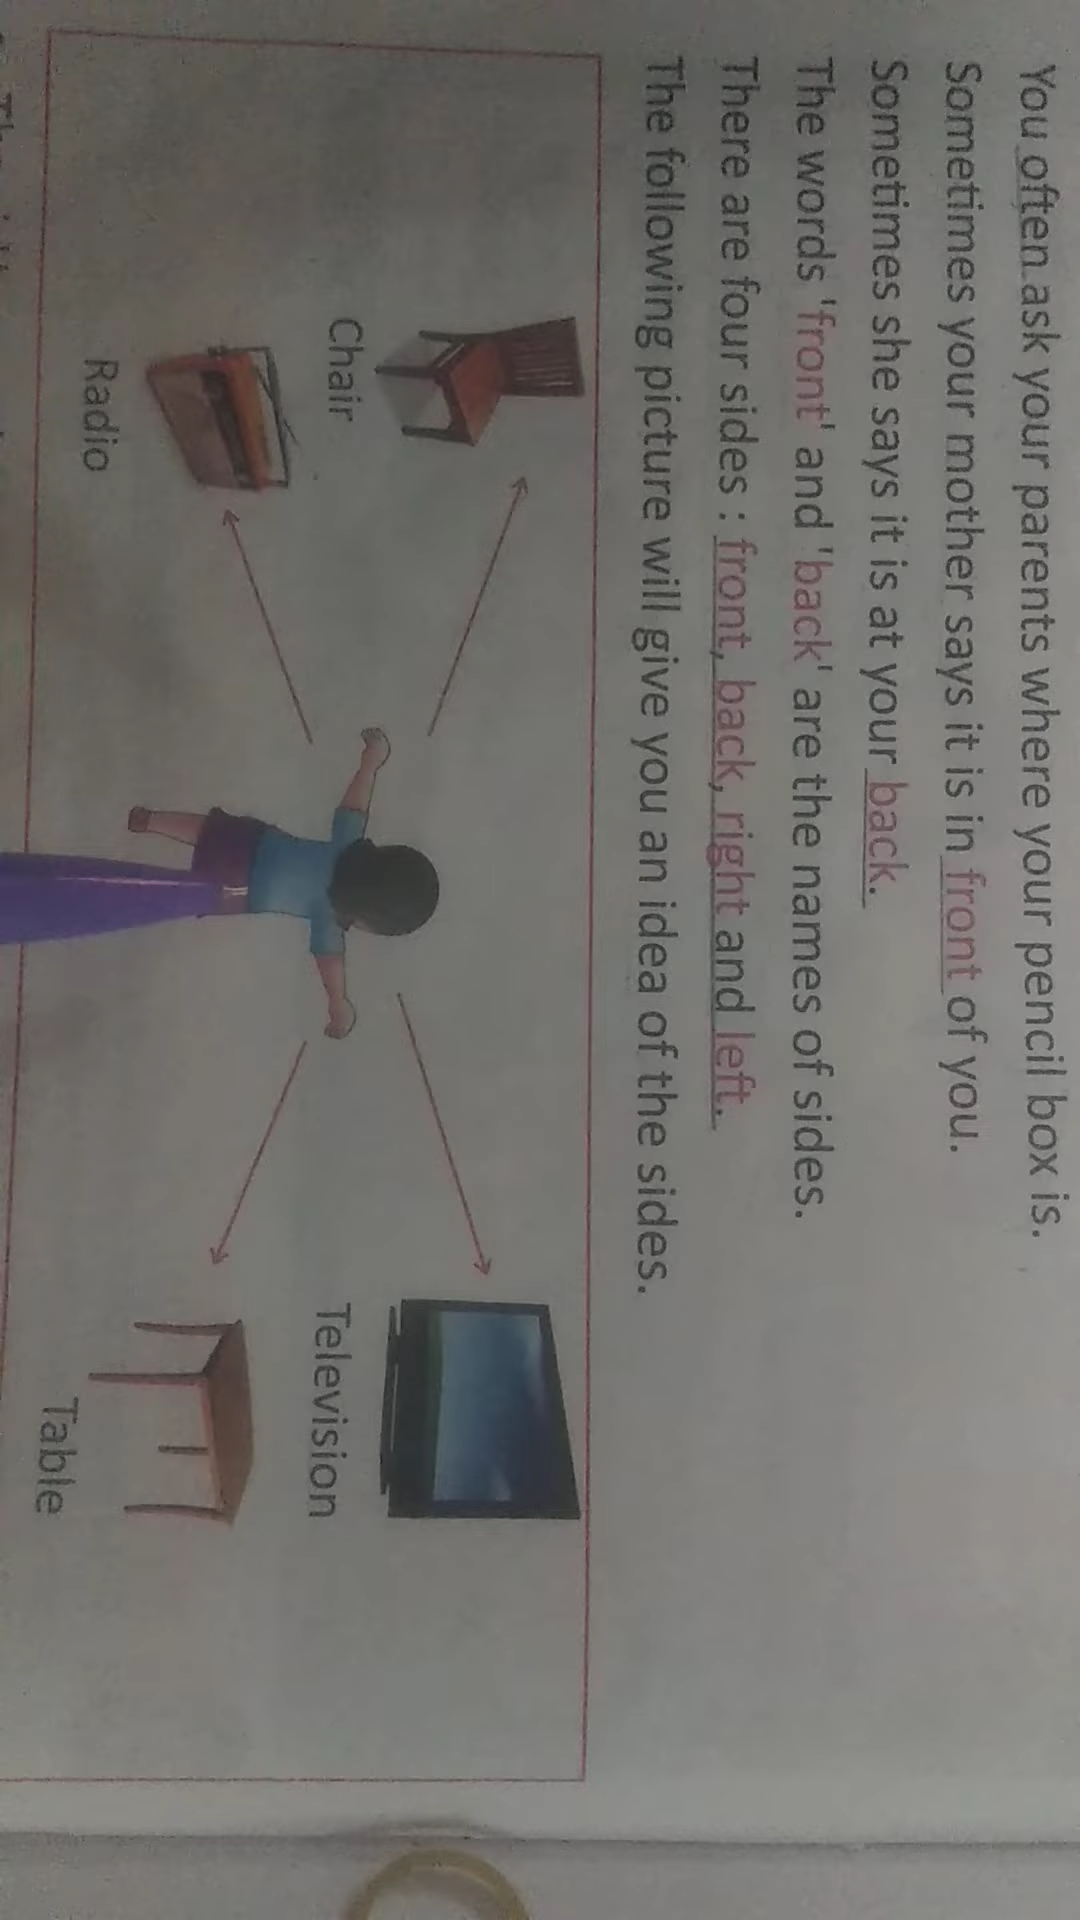 You often ask your parents where your pencil box is.
Sometimes your mother says it is in front of you.
Sometimes she says it is at your back.
The words 'front' and 'back' are the names of sides.
There are four sides : front, back, right and left.
The following picture will give you an idea of the sides.
Chair
Television
Radio
Table